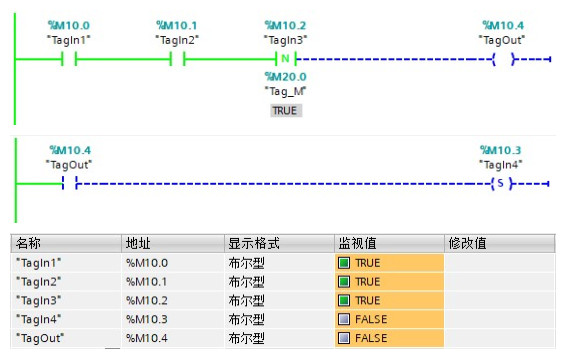 %M10.0 %M10.1 %M10.2 %M10.4
"TagIn1" "TagIn2" "TagIn3" "TagOut"
N
%M20.0
"Tag_M"
TRUE
%M10.4 %M10.3
"TagOut" "TagIn4"
S
名称 地址 显示格式 监视值 修改值
"TagIn1" %M10.0 布尔型 TRUE
"TagIn2" %M10.1 布尔型 TRUE
"TagIn3" %M10.2 布尔型 TRUE
"TagIn4" %M10.3 布尔型 FALSE
"TagOut" %M10.4 布尔型 FALSE